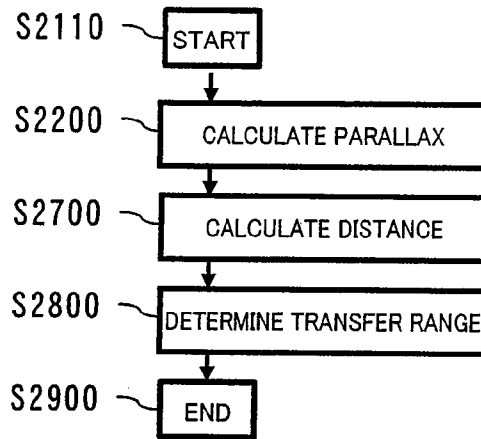 S2110 START
S2200 CALCULATE PARALLAX
S2700 CALCULATE DISTANCE
S2800 DETERMINE TRANSFER RANGE
S2900 END